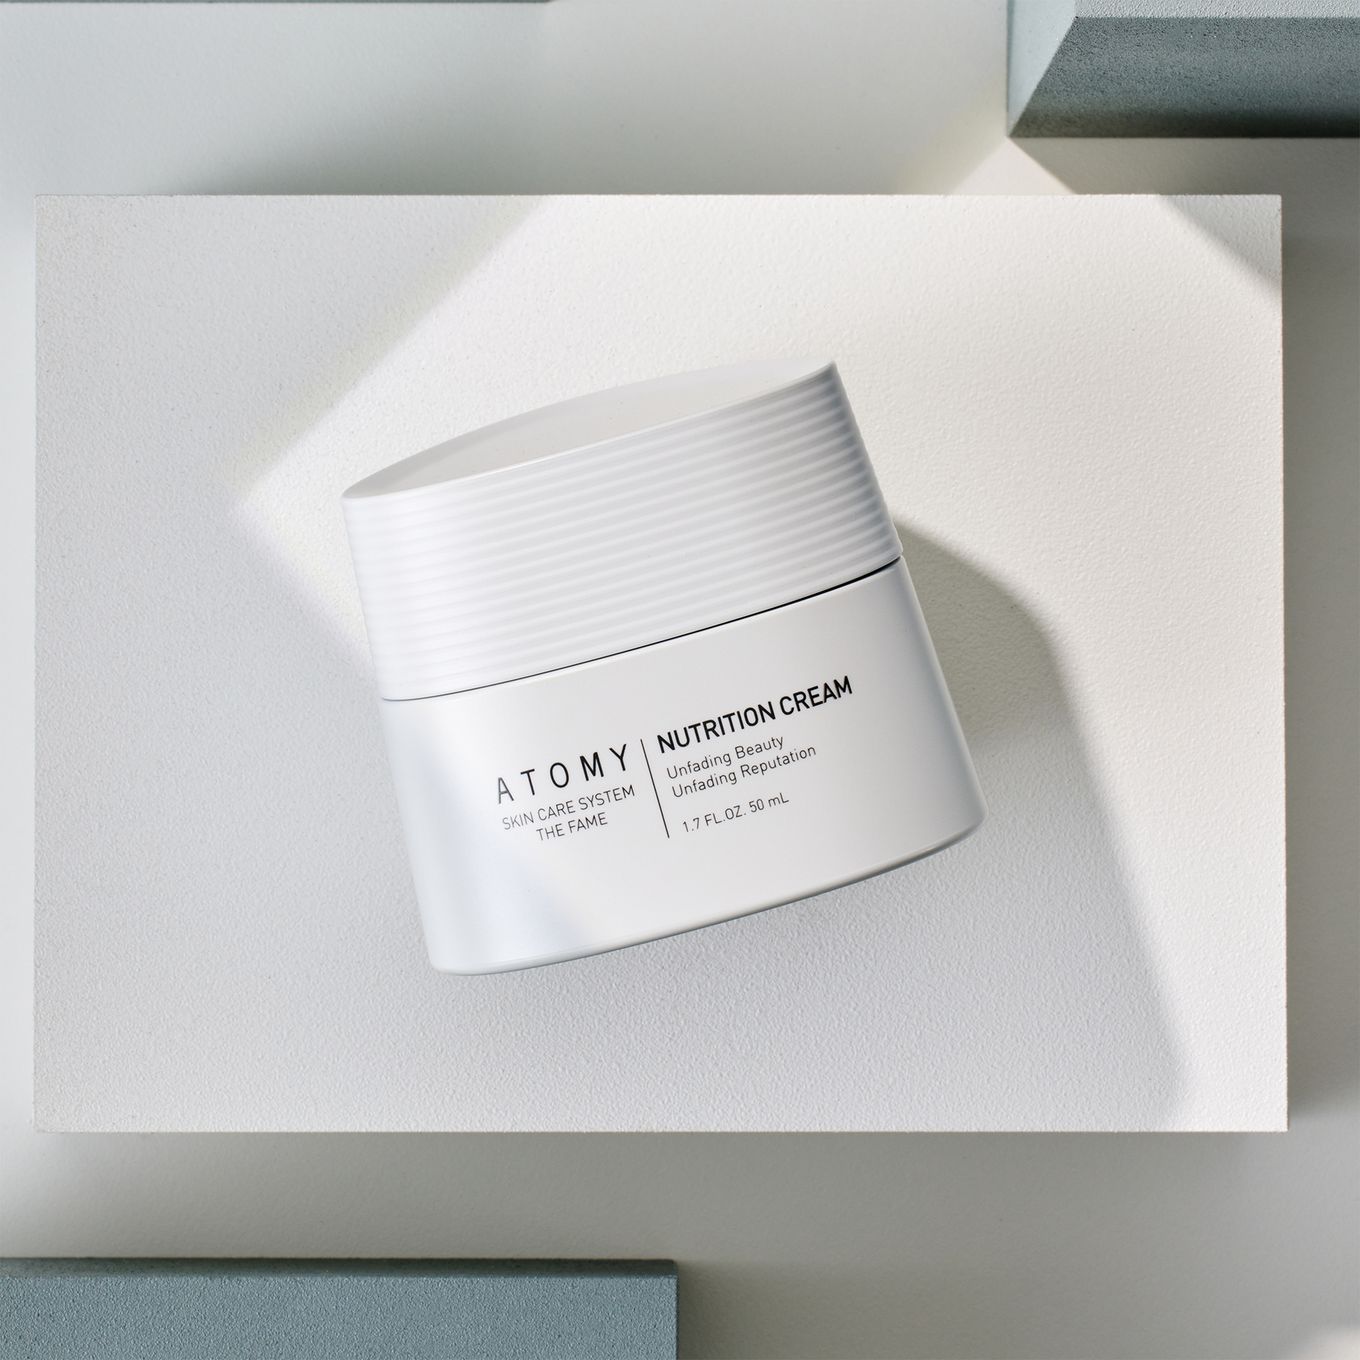 ATOMY
SKIN CARE SYSTEM
THE FAME
NUTRITION CREAM
Unfading Beauty
Unfading Reputation
1.7 FL.OZ. 50 mL